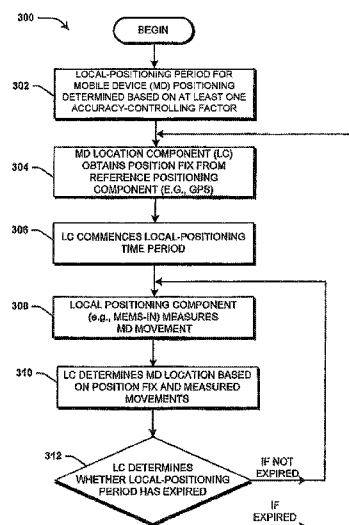 300
BEGIN
302
LOCAL-POSITIONING PERIOD FOR
MOBILE DEVICE (MD) POSITIONING
DETERMINED BASED ON AT LEAST ONE
ACCURACY-CONTROLLING FACTOR
304
MD LOCATION COMPONENT (LC)
OBTAINS POSITION FIX FROM
REFERENCE POSITIONING
COMPONENT (E.G., GPS)
306
LC COMMENCES LOCAL-POSITIONING
TIME PERIOD
308
LOCAL POSITIONING COMPONENT
(e.g., MEMS-IN) MEASURES
MD MOVEMENT
310
LC DETERMINES MD LOCATION BASED
ON POSITION FIX AND MEASURED
MOVEMENTS
312
LC DETERMINES
WHETHER LOCAL-POSITIONING
PERIOD HAS EXPIRED
IF NOT
EXPIRED
IF
EXPIRED